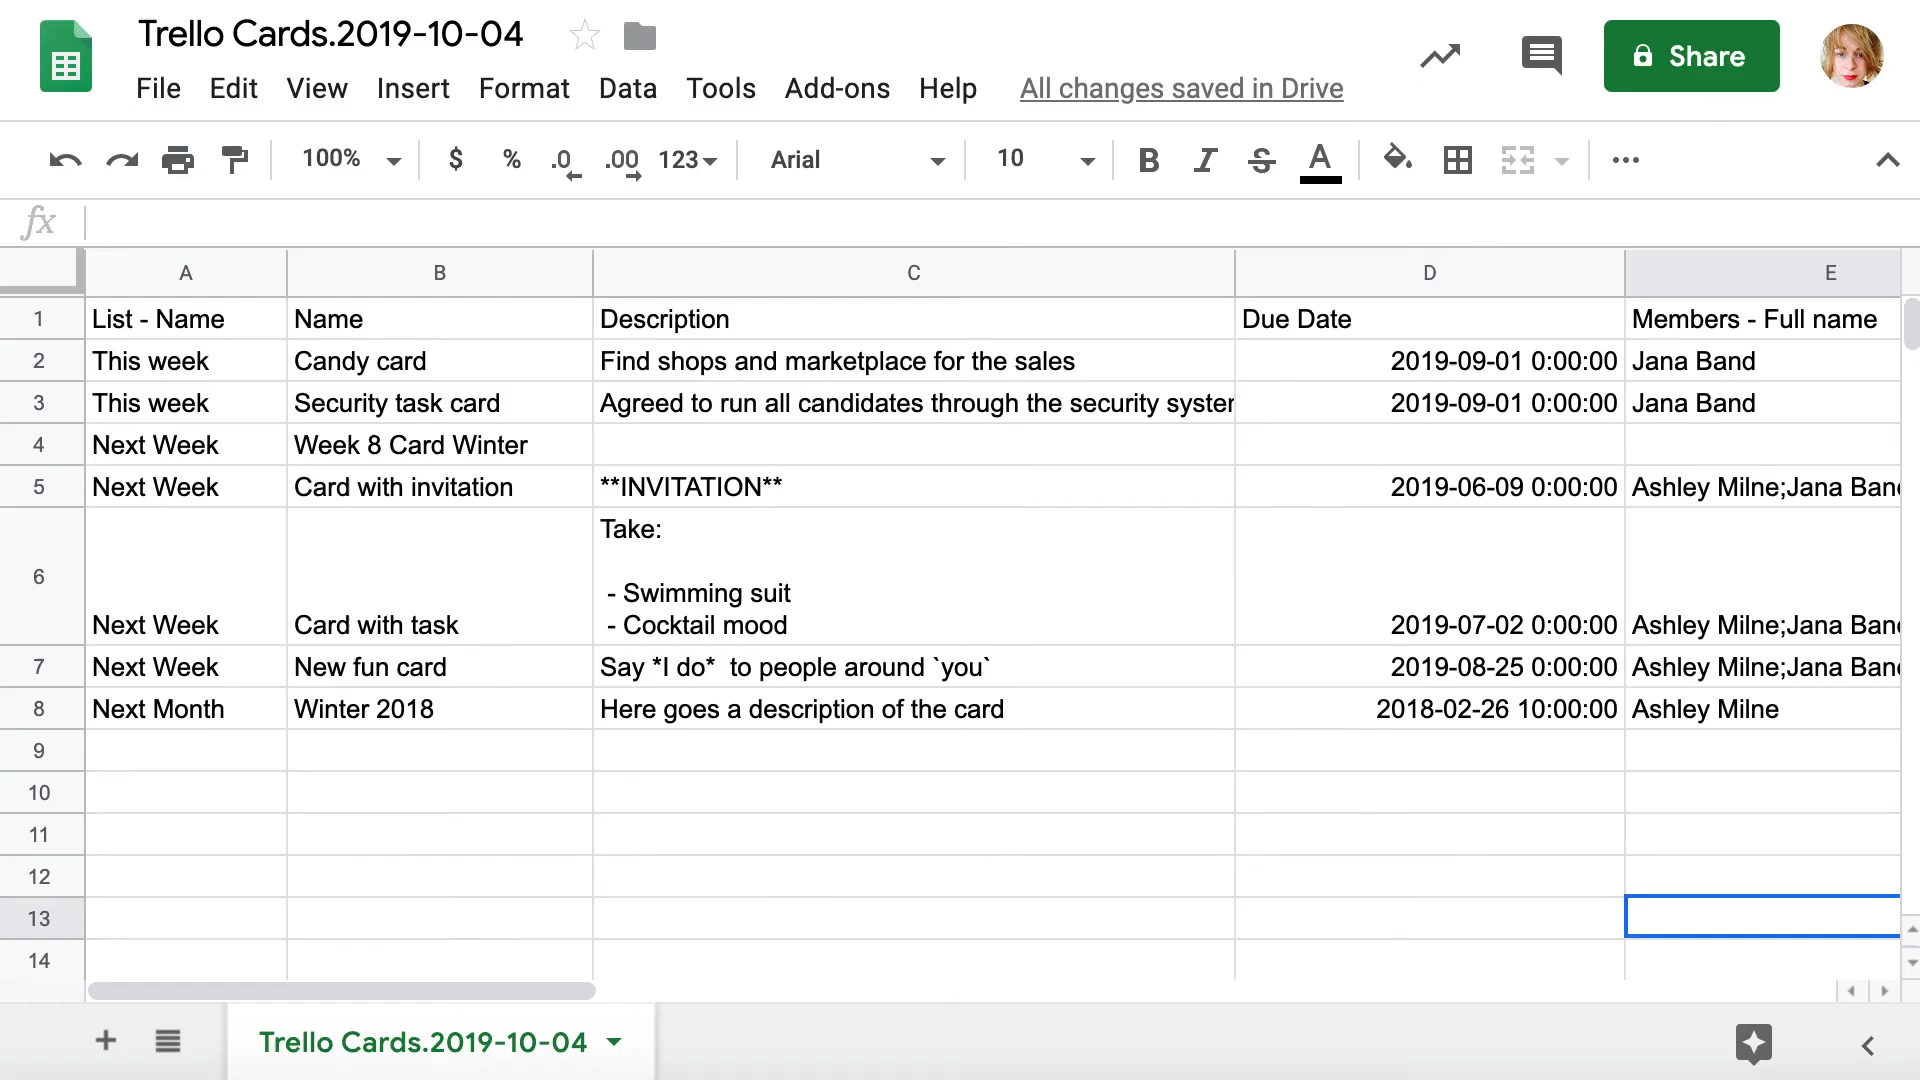 Trello Cards.2019-10-04
File Edit View Insert Format Data Tools Add-ons Help All changes saved in Drive
Share
100% $ % .0 .00 123 Arial 10 B I S A
fx
A B C D E
1 List - Name Name Description Due Date Members - Full name
2 This week Candy card Find shops and marketplace for the sales 2019-09-01 0:00:00 Jana Band
3 This week Security task card Agreed to run all candidates through the security syster 2019-09-01 0:00:00 Jana Band
4 Next Week Week 8 Card Winter
5 Next Week Card with invitation **INVITATION** 2019-06-09 0:00:00 Ashley Milne;Jana Ban
Take:
- Swimming suit
6 Next Week Card with task - Cocktail mood 2019-07-02 0:00:00 Ashley Milne;Jana Ban
7 Next Week New fun card Say *I do*  to people around `you` 2019-08-25 0:00:00 Ashley Milne;Jana Ban
8 Next Month Winter 2018 Here goes a description of the card 2018-02-26 10:00:00 Ashley Milne
9
10
11
12
13
14
Trello Cards.2019-10-04